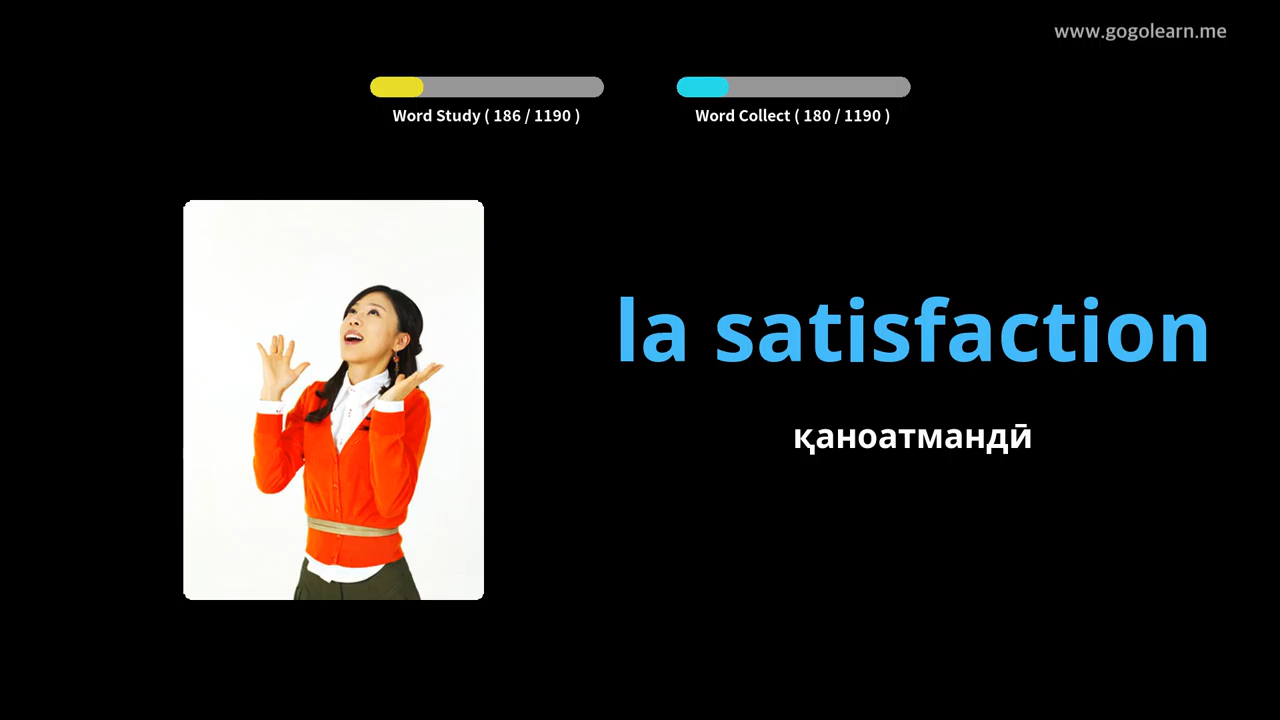 www.gogolearn.me
Word Study ( 186 / 1190 )
Word Collect ( 180 / 1190 )
la satisfaction
қаноатмандӣ